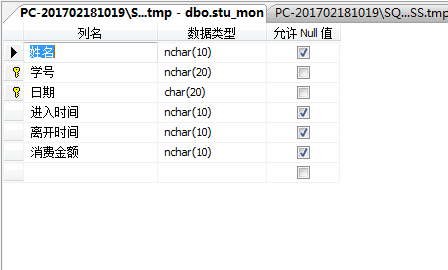 PC-201702181019\S...tmp - dbo.stu_mon PC-201702181019\SQ...SS.tmp)
列名 数据类型 允许 Null 值
姓名 nchar(10)
学号 nchar(20)
日期 char(20)
进入时间 nchar(10)
离开时间 nchar(10)
消费金额 nchar(10)